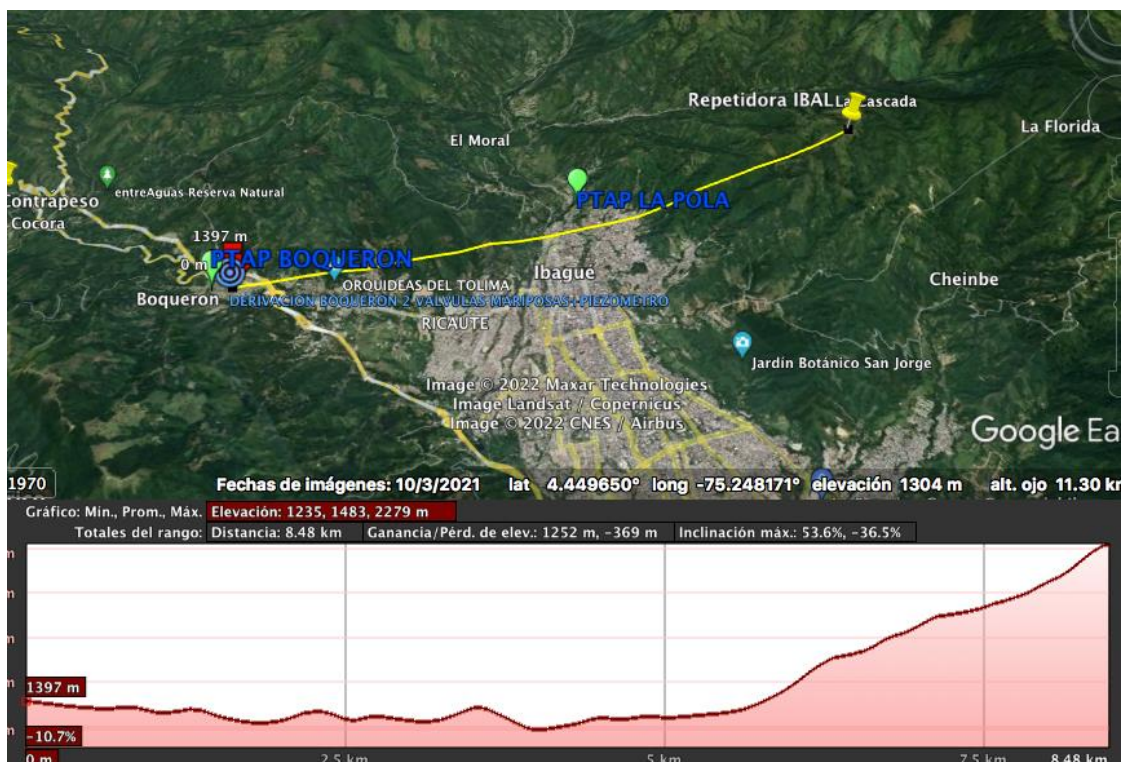 Repetidora IBAL
La Cascada
La Florida
El Moral
entreAguas Reserva Natural
PTAP LA POLA
Contrapeso
Cocora
1397 m
0 m
PTAP BOQUERON
Ibagué
Cheinbe
ORQUIDEAS DEL TOLIMA
Boqueron
DERIVACIÓN BOQUERON 2 VALVULAS MARIPOSAS+PIEZOMETRO
RICAUTE
Jardín Botánico San Jorge
Image © 2022 Maxar Technologies
Image Landsat / Copernicus
Image © 2022 CNES / Airbus
Google Ea
1970
Fechas de imágenes: 10/3/2021 lat 4.449650° long -75.248171° elevación 1304 m alt. ojo 11.30 km
Gráfico: Mín., Prom., Máx. Elevación: 1235, 1483, 2279 m
Totales del rango: Distancia: 8.48 km Ganancia/Pérd. de elev.: 1252 m, -369 m Inclinación máx.: 53.6%, -36.5%
m
m
m
m
m
1397 m
-10.7%
0 m 2.5 km 5 km 7.5 km 8.48 km